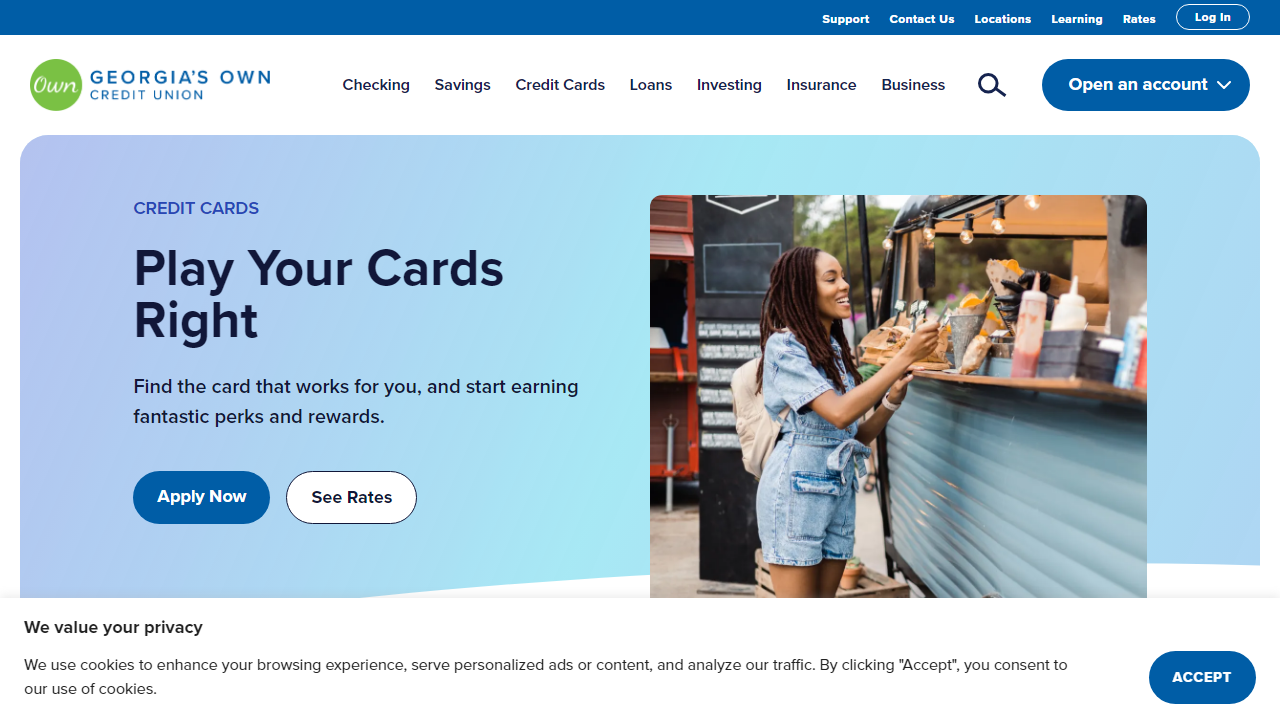 Support Contact Us Locations Learning Rates Log In
Own GEORGIA'S OWN
CREDIT UNION
Checking Savings Credit Cards Loans Investing Insurance Business
Open an account
CREDIT CARDS
Play Your Cards
Right
Find the card that works for you, and start earning
fantastic perks and rewards.
Apply Now See Rates
We value your privacy
We use cookies to enhance your browsing experience, serve personalized ads or content, and analyze our traffic. By clicking "Accept", you consent to
our use of cookies.
ACCEPT